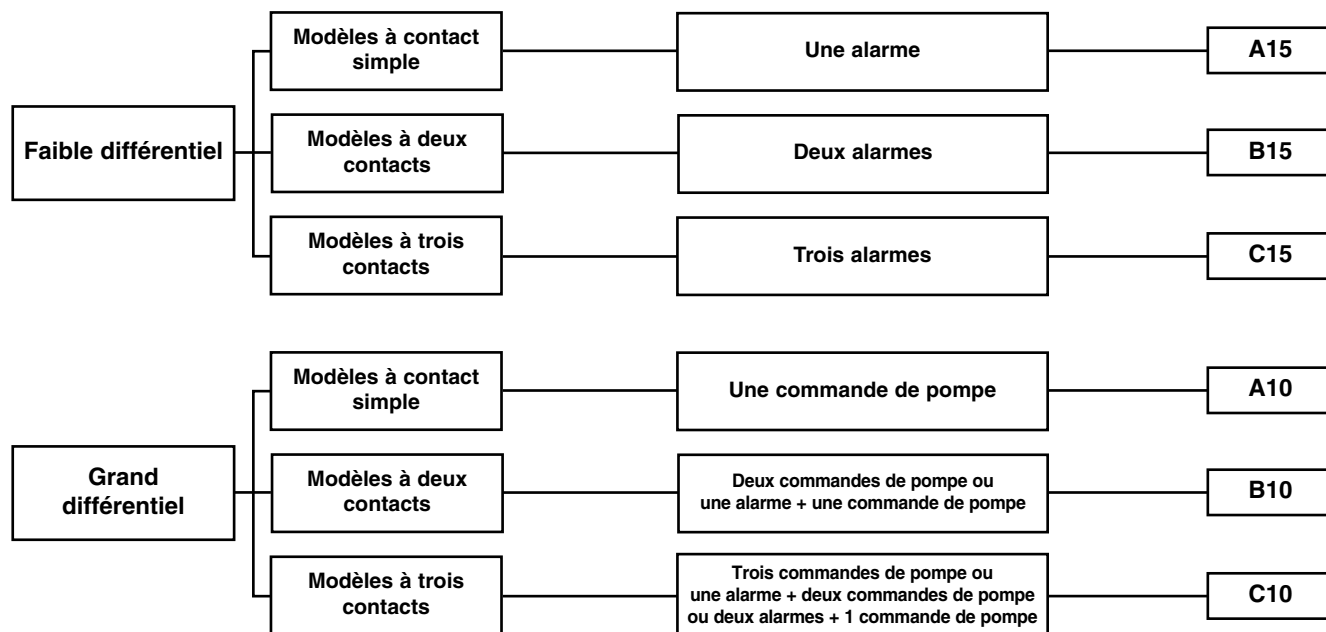 Faible différentiel
Modèles à contact
simple
Une alarme
A15
Modèles à deux
contacts
Deux alarmes
B15
Modèles à trois
contacts
Trois alarmes
C15
Grand
différentiel
Modèles à contact
simple
Une commande de pompe
A10
Modèles à deux
contacts
Deux commandes de pompe ou
une alarme + une commande de pompe
B10
Modèles à trois
contacts
Trois commandes de pompe ou
une alarme + deux commandes de pompe
ou deux alarmes + 1 commande de pompe
C10